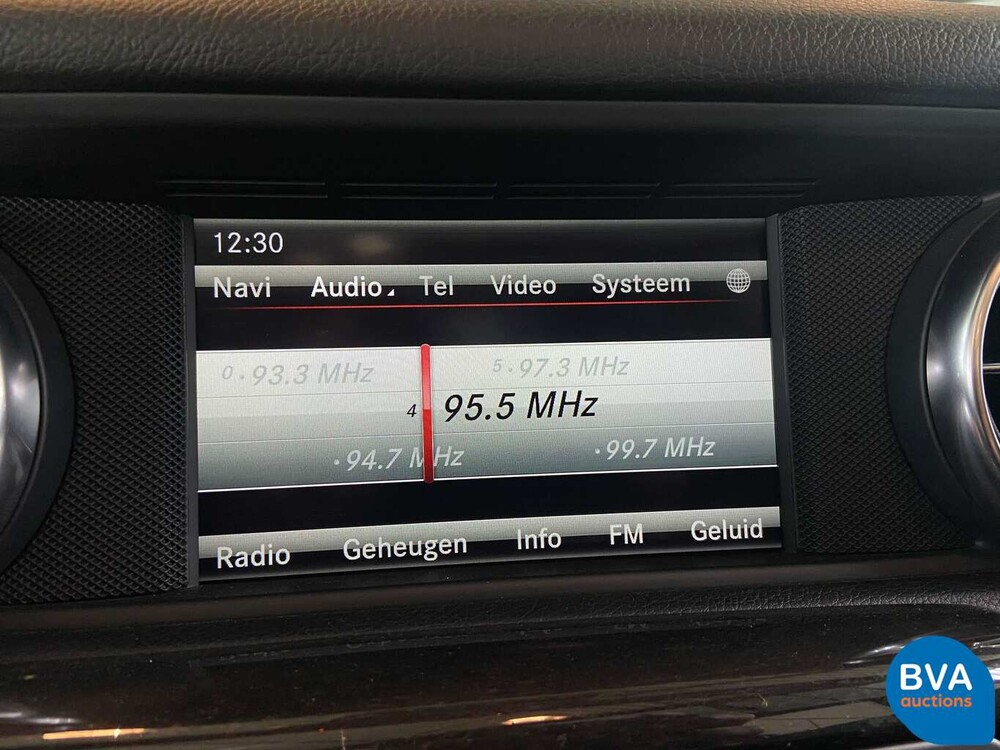 12:30
Navi Audio Tel Video Systeem
0 · 93.3 MHz 5 · 97.3 MHz
4 95.5 MHz
· 94.7 MHz · 99.7 MHz
Radio Geheugen Info FM Geluid
BVA
auctions